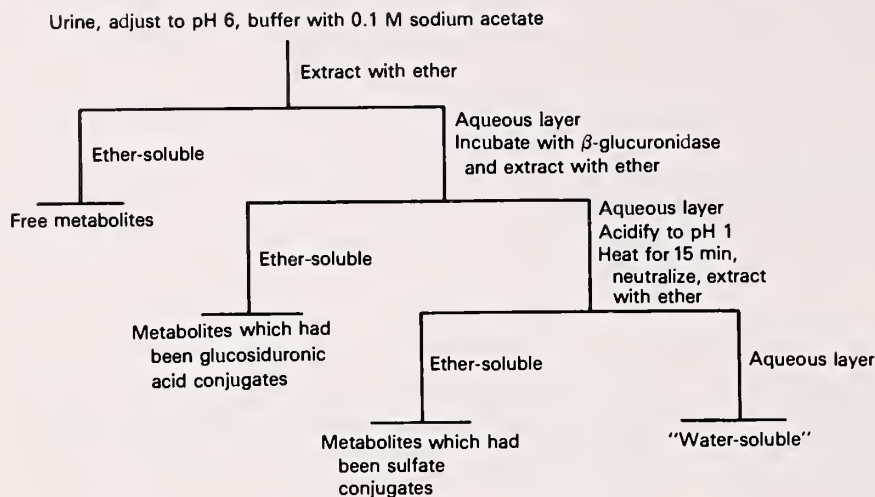 Urine, adjust to pH 6, buffer with 0.1 M sodium acetate
Extract with ether
Ether-soluble
Aqueous layer
Incubate with β-glucuronidase
and extract with ether
Free metabolites
Ether-soluble
Aqueous layer
Acidify to pH 1
Heat for 15 min,
neutralize, extract
with ether
Metabolites which had
been glucosiduronic
acid conjugates
Ether-soluble
Aqueous layer
Metabolites which had
been sulfate
conjugates
"Water-soluble"